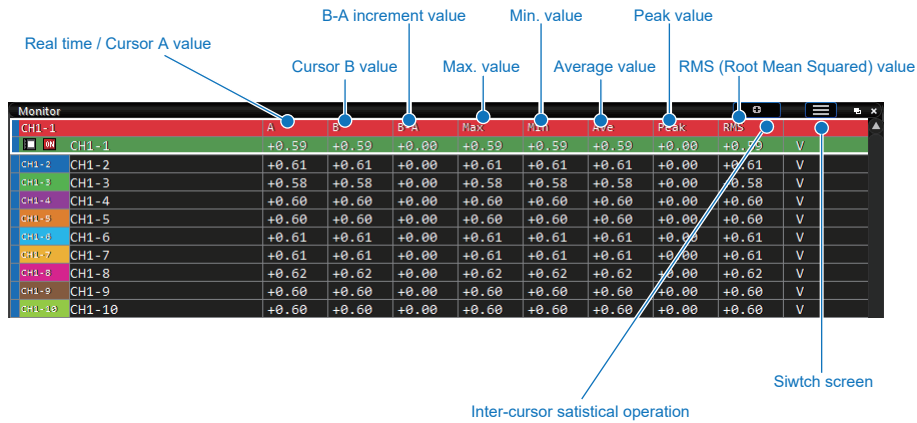 B-A increment value Min. value Peak value
Real time / Cursor A value
Cursor B value Max. value Average value RMS (Root Mean Squared) value
Monitor
CH1-1 A B B-A Max Min Ave Peak RMS
ON CH1-1 +0.59 +0.59 +0.00 +0.59 +0.59 +0.59 +0.00 +0.59 V
CH1-2 CH1-2 +0.61 +0.61 +0.00 +0.61 +0.61 +0.61 +0.00 +0.61 V
CH1-3 CH1-3 +0.58 +0.58 +0.00 +0.58 +0.58 +0.58 +0.00 +0.58 V
CH1-4 CH1-4 +0.60 +0.60 +0.00 +0.60 +0.60 +0.60 +0.00 +0.60 V
CH1-5 CH1-5 +0.60 +0.60 +0.00 +0.60 +0.60 +0.60 +0.00 +0.60 V
CH1-6 CH1-6 +0.61 +0.61 +0.00 +0.61 +0.61 +0.61 +0.00 +0.61 V
CH1-7 CH1-7 +0.61 +0.61 +0.00 +0.61 +0.61 +0.61 +0.00 +0.61 V
CH1-8 CH1-8 +0.62 +0.62 +0.00 +0.62 +0.62 +0.62 +0.00 +0.62 V
CH1-9 CH1-9 +0.60 +0.60 +0.00 +0.60 +0.60 +0.60 +0.00 +0.60 V
CH1-10 CH1-10 +0.60 +0.60 +0.00 +0.60 +0.60 +0.60 +0.00 +0.60 V
Siwtch screen
Inter-cursor satistical operation